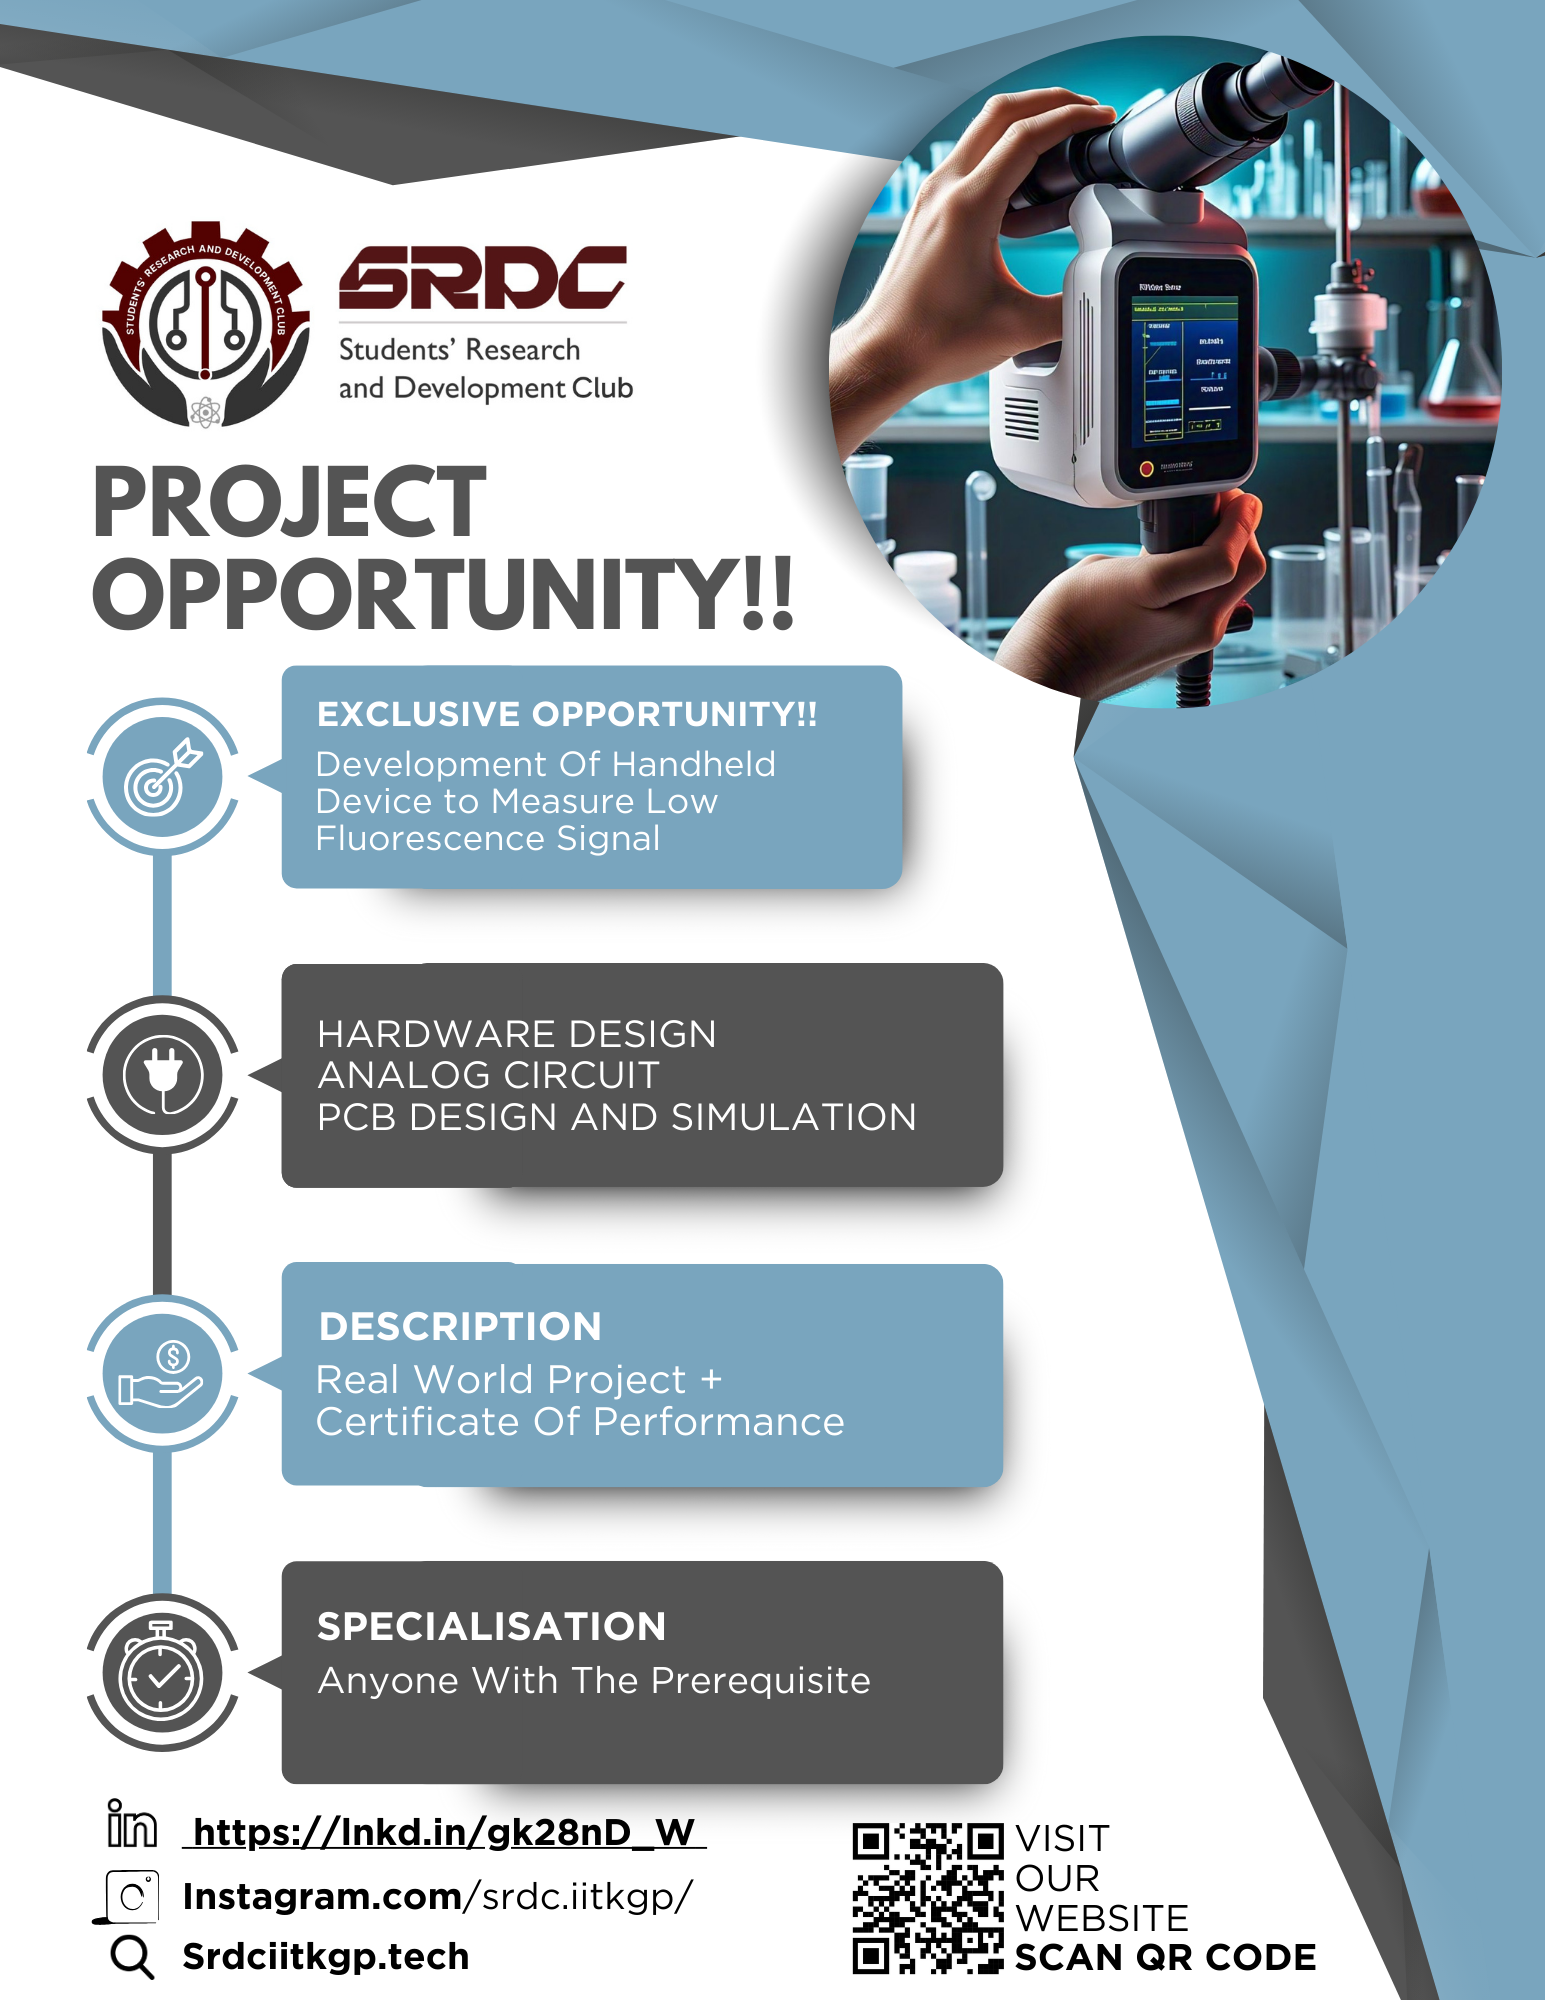 STUDENTS' RESEARCH AND DEVELOPMENT CLUB
SRDC
Students' Research
and Development Club
PROJECT
OPPORTUNITY!!
EXCLUSIVE OPPORTUNITY!!
Development Of Handheld
Device to Measure Low
Fluorescence Signal
HARDWARE DESIGN
ANALOG CIRCUIT
PCB DESIGN AND SIMULATION
DESCRIPTION
Real World Project +
Certificate Of Performance
SPECIALISATION
Anyone With The Prerequisite
https://lnkd.in/gk28nD_W
Instagram.com/srdc.iitkgp/
Srdciitkgp.tech
VISIT
OUR
WEBSITE
SCAN QR CODE